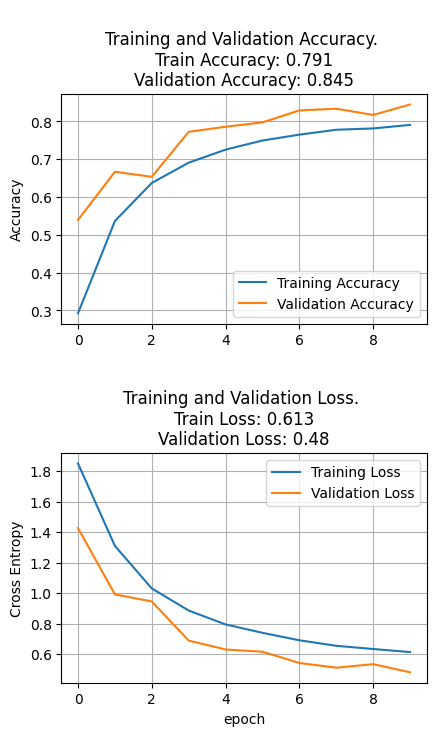 Training and Validation Accuracy.
Train Accuracy: 0.791
Validation Accuracy: 0.845
0.8
0.7
0.6
0.5
0.4
0.3
Accuracy
Training Accuracy
Validation Accuracy
0 2 4 6 8
Training and Validation Loss.
Train Loss: 0.613
Validation Loss: 0.48
1.8
1.6
1.4
1.2
1.0
0.8
0.6
Cross Entropy
Training Loss
Validation Loss
0 2 4 6 8
epoch